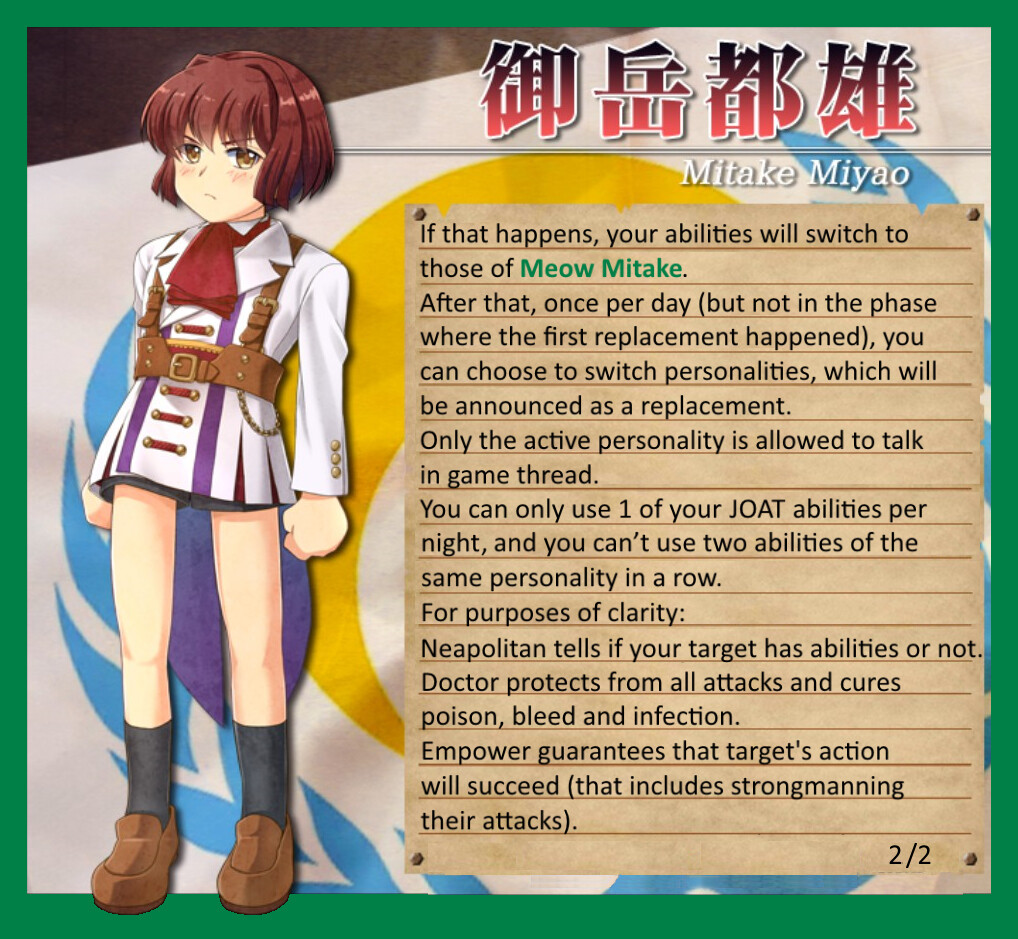 御岳都雄
Mitake Miyao
If that happens, your abilities will switch to
those of Meow Mitake.
After that, once per day (but not in the phase
where the first replacement happened), you
can choose to switch personalities, which will
be announced as a replacement.
Only the active personality is allowed to talk
in game thread.
You can only use 1 of your JOAT abilities per
night, and you can’t use two abilities of the
same personality in a row.
For purposes of clarity:
Neapolitan tells if your target has abilities or not.
Doctor protects from all attacks and cures
poison, bleed and infection.
Empower guarantees that target's action
will succeed (that includes strongmanning
their attacks).
2/2